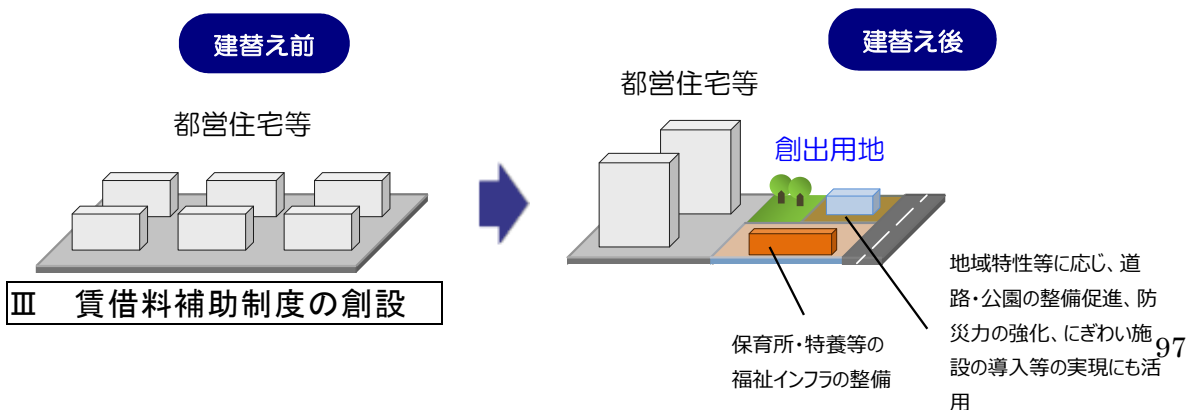 建替え前
都営住宅等
建替え後
都営住宅等
創出用地
Ⅲ　賃借料補助制度の創設
保育所・特養等の
福祉インフラの整備
地域特性等に応じ、道
路・公園の整備促進、防
災力の強化、にぎわい施
設の導入等の実現にも活
用
97